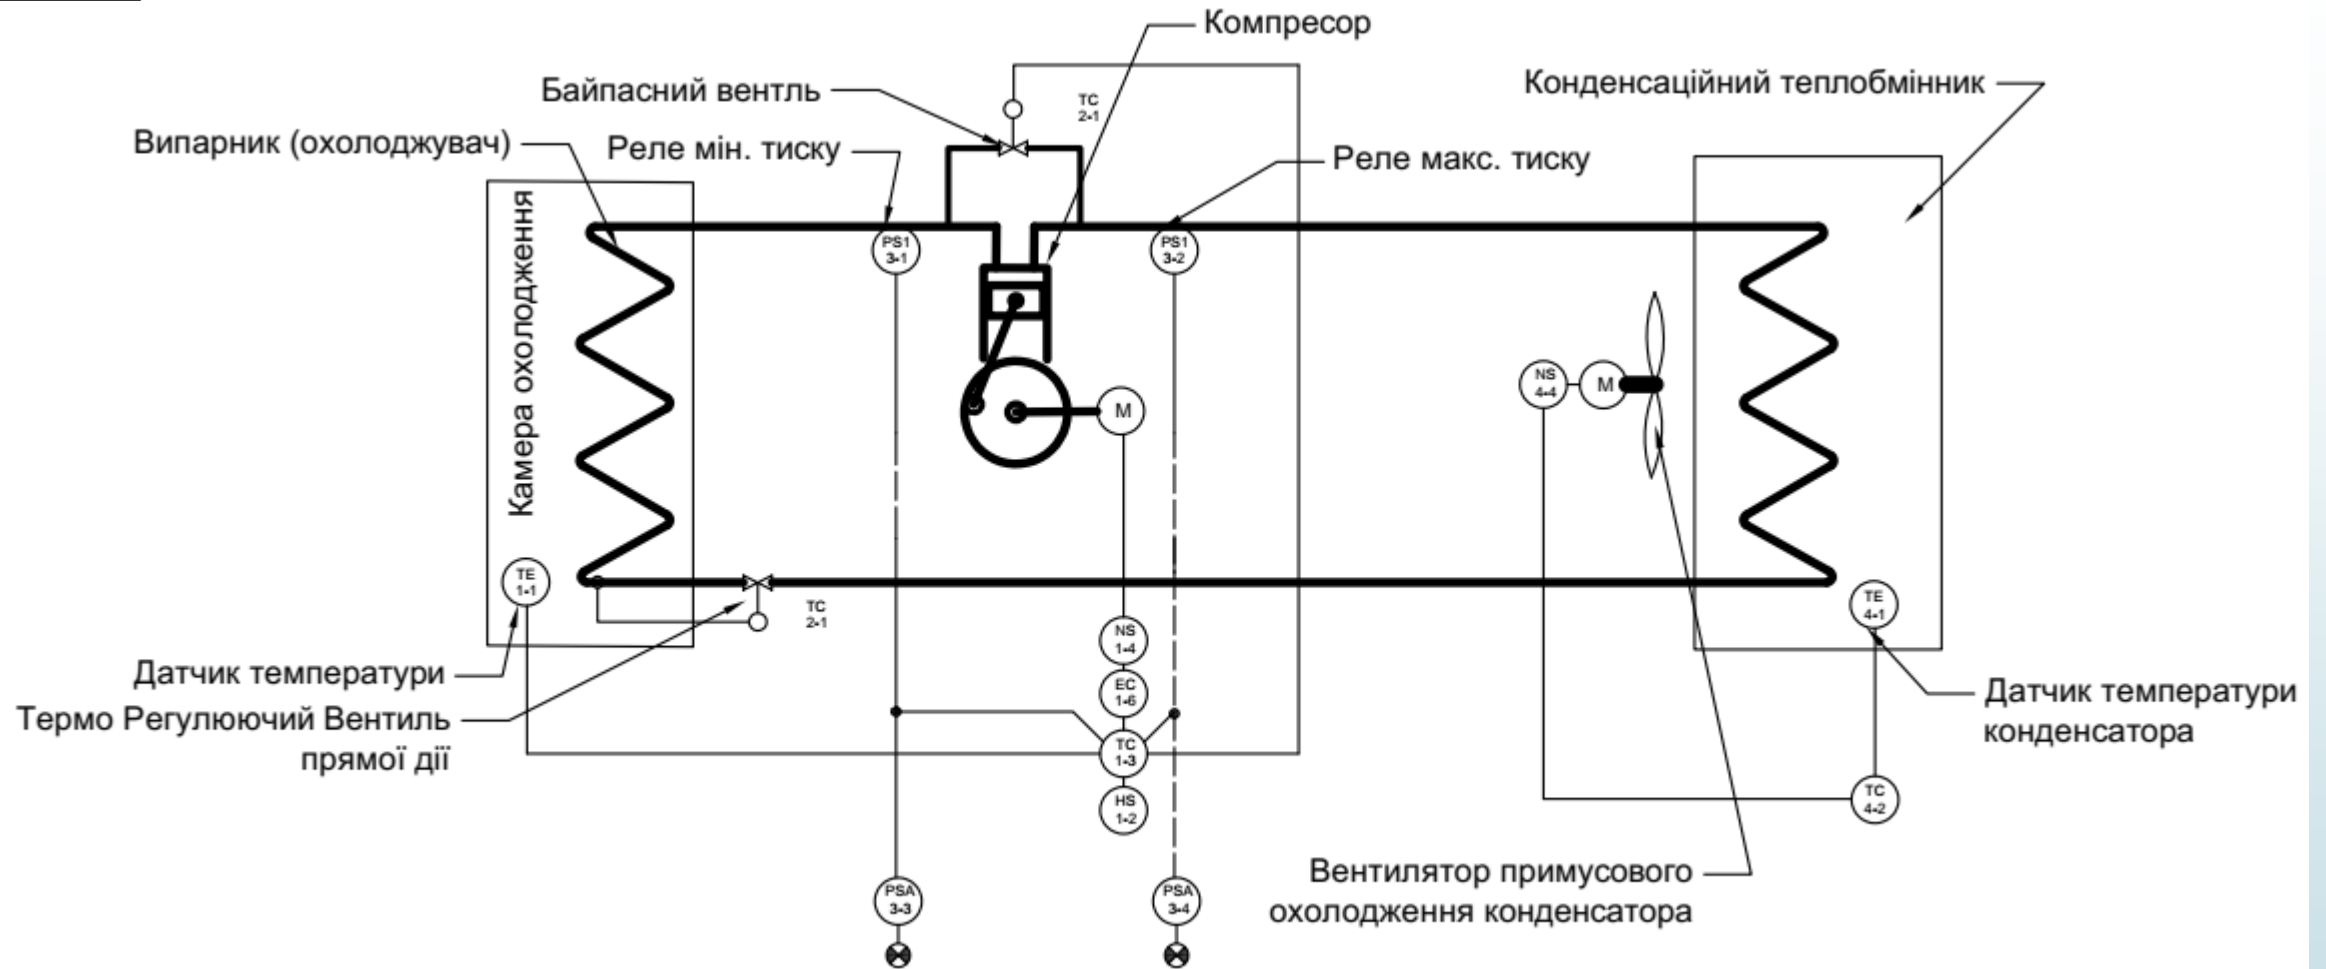 Компресор
Байпасний вентль
TC
2-1
Конденсаційний теплобмінник
Випарник (охолоджувач)
Реле мін. тиску
Реле макс. тиску
Камера охолодження
PS1
3-1
PS1
3-2
NS
4-4
M
M
TE
1-1
TC
2-1
NS
1-4
EC
1-6
TC
1-3
HS
1-2
TE
4-1
TC
4-2
Датчик температури
Термо Регулюючий Вентиль
прямої дії
Датчик температури
конденсатора
Вентилятор примусового
охолодження конденсатора
PSA
3-3
PSA
3-4